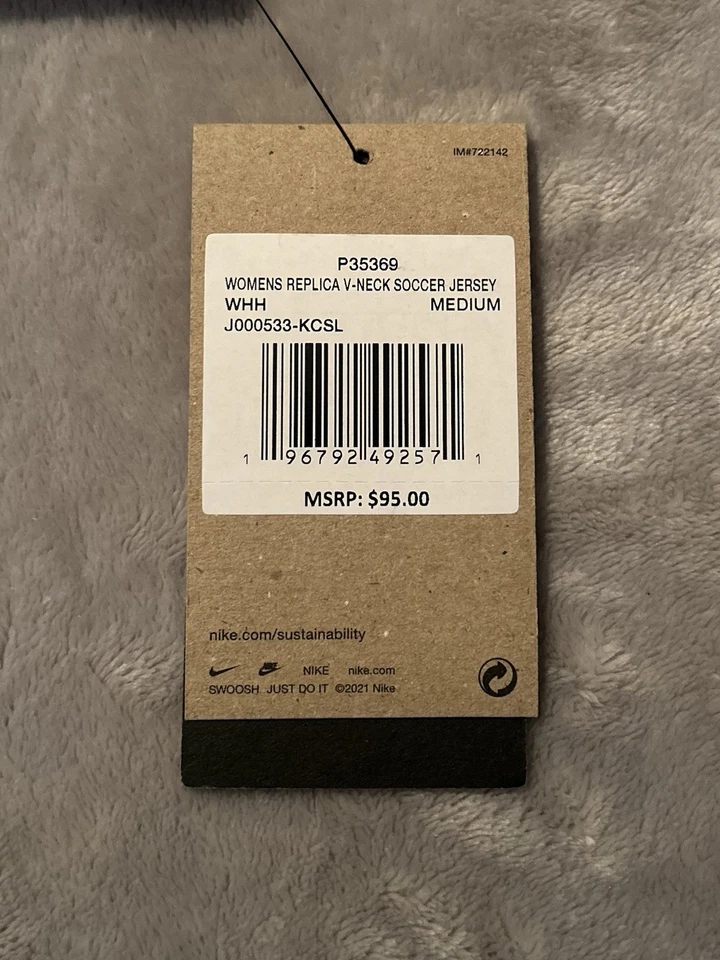 IM#722142
P35369
WOMENS REPLICA V-NECK SOCCER JERSEY
WHH MEDIUM
J000533-KCSL
1 96792 49257 1
MSRP: $95.00
nike.com/sustainability
NIKE nike.com
SWOOSH JUST DO IT ©2021 Nike